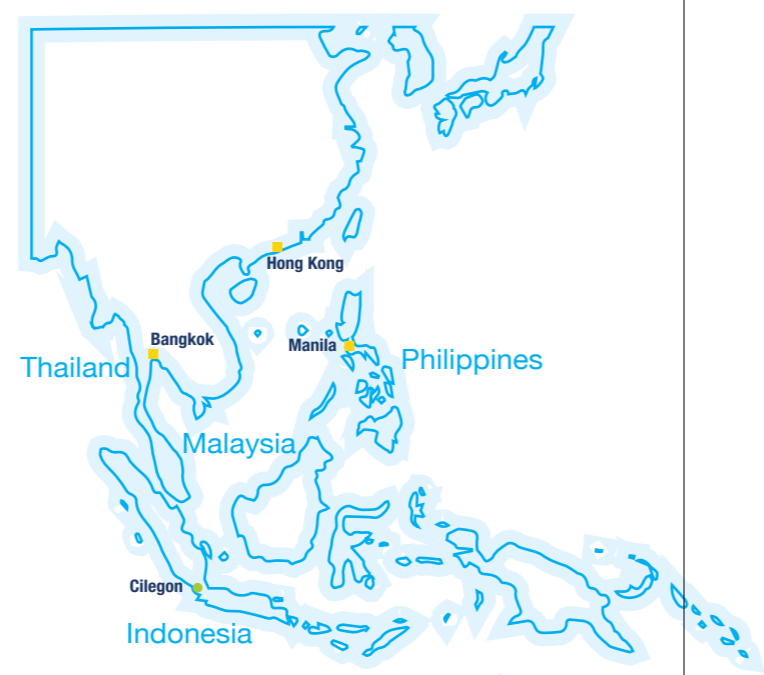 Hong Kong
Bangkok
Manila
Thailand
Philippines
Malaysia
Cilegon
Indonesia